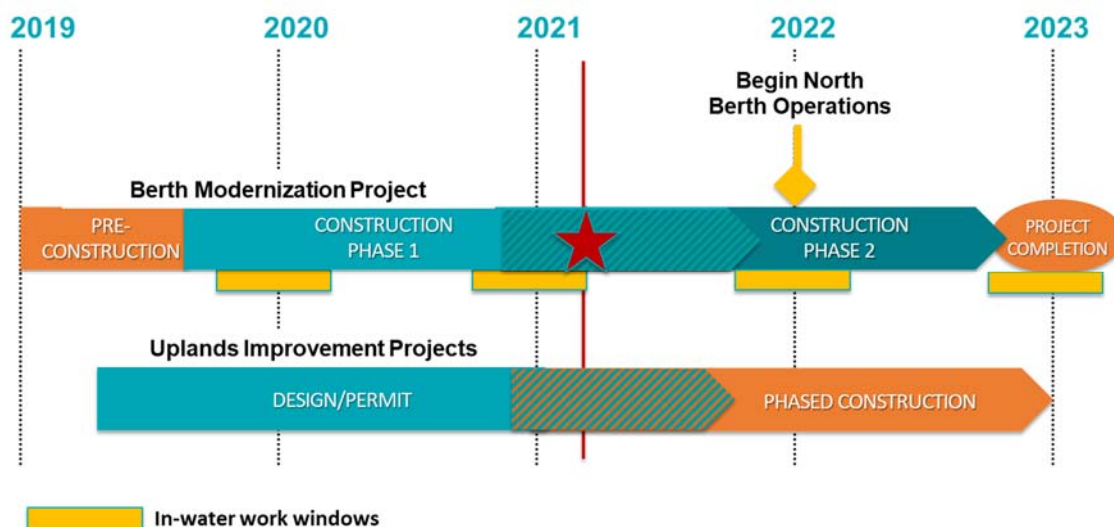 2019 2020 2021 2022 2023
Begin North
Berth Operations
Berth Modernization Project
PRE-
CONSTRUCTION
CONSTRUCTION
PHASE 1
CONSTRUCTION
PHASE 2
PROJECT
COMPLETION
Uplands Improvement Projects
DESIGN/PERMIT
PHASED CONSTRUCTION
In-water work windows